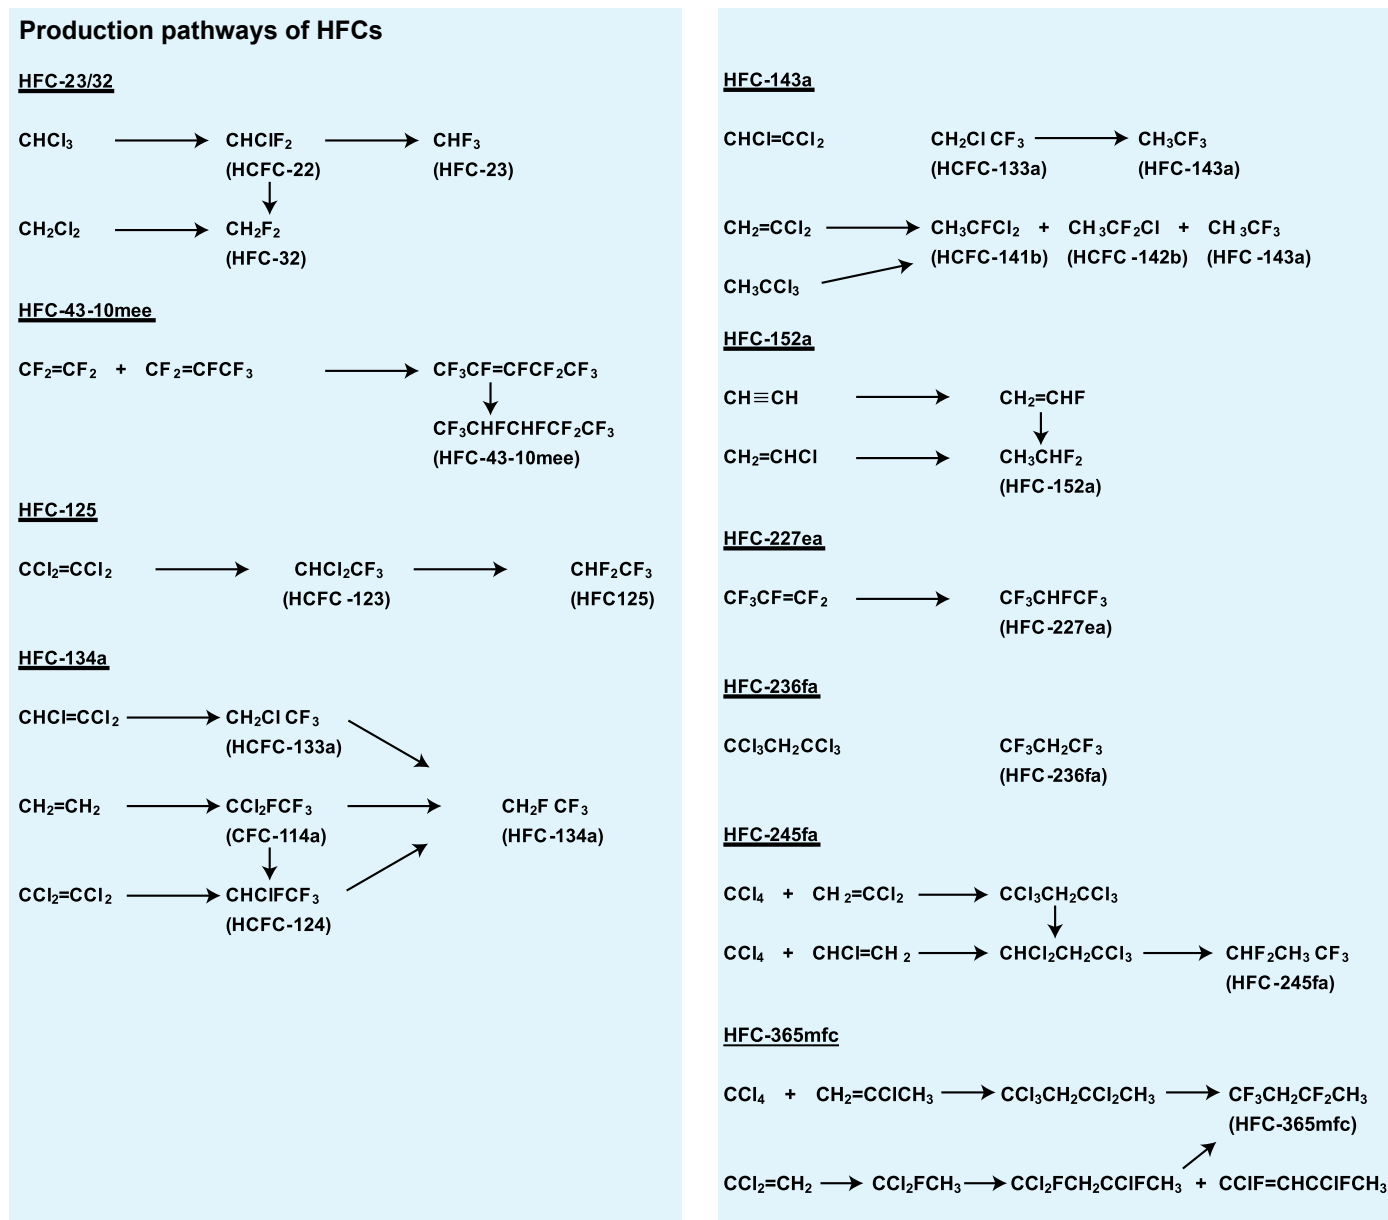 Production pathways of HFCs
HFC-23/32
CHCl₃ CHClF₂ CHF₃
(HCFC-22) (HFC-23)
CH₂Cl₂ CH₂F₂
(HFC-32)
HFC-43-10mee
CF₂=CF₂ + CF₂=CFCF₃ CF₃CF=CFCF₂CF₃
CF₃CHFCHFCF₂CF₃
(HFC-43-10mee)
HFC-125
CCl₂=CCl₂ CHCl₂CF₃ CHF₂CF₃
(HCFC-123) (HFC125)
HFC-134a
CHCl=CCl₂ CH₂Cl CF₃
(HCFC-133a)
CH₂=CH₂ CCl₂FCF₃ CH₂F CF₃
(CFC-114a) (HFC-134a)
CCl₂=CCl₂ CHClFCF₃
(HCFC-124)
HFC-143a
CHCl=CCl₂ CH₂Cl CF₃ CH₃CF₃
(HCFC-133a) (HFC-143a)
CH₂=CCl₂ CH₃CFCl₂ + CH₃CF₂Cl + CH₃CF₃
(HCFC-141b) (HCFC-142b) (HFC-143a)
CH₃CCl₃
HFC-152a
CH≡CH CH₂=CHF
CH₂=CHCl CH₃CHF₂
(HFC-152a)
HFC-227ea
CF₃CF=CF₂ CF₃CHFCF₃
(HFC-227ea)
HFC-236fa
CCl₃CH₂CCl₃ CF₃CH₂CF₃
(HFC-236fa)
HFC-245fa
CCl₄ + CH₂=CCl₂ CCl₃CH₂CCl₃
CCl₄ + CHCl=CH₂ CHCl₂CH₂CCl₃ CHF₂CH₃ CF₃
(HFC-245fa)
HFC-365mfc
CCl₄ + CH₂=CClCH₃ CCl₃CH₂CCl₂CH₃ CF₃CH₂CF₂CH₃
(HFC-365mfc)
CCl₂=CH₂ CCl₂FCH₃ CCl₂FCH₂CClFCH₃ + CClF=CHCClFCH₃